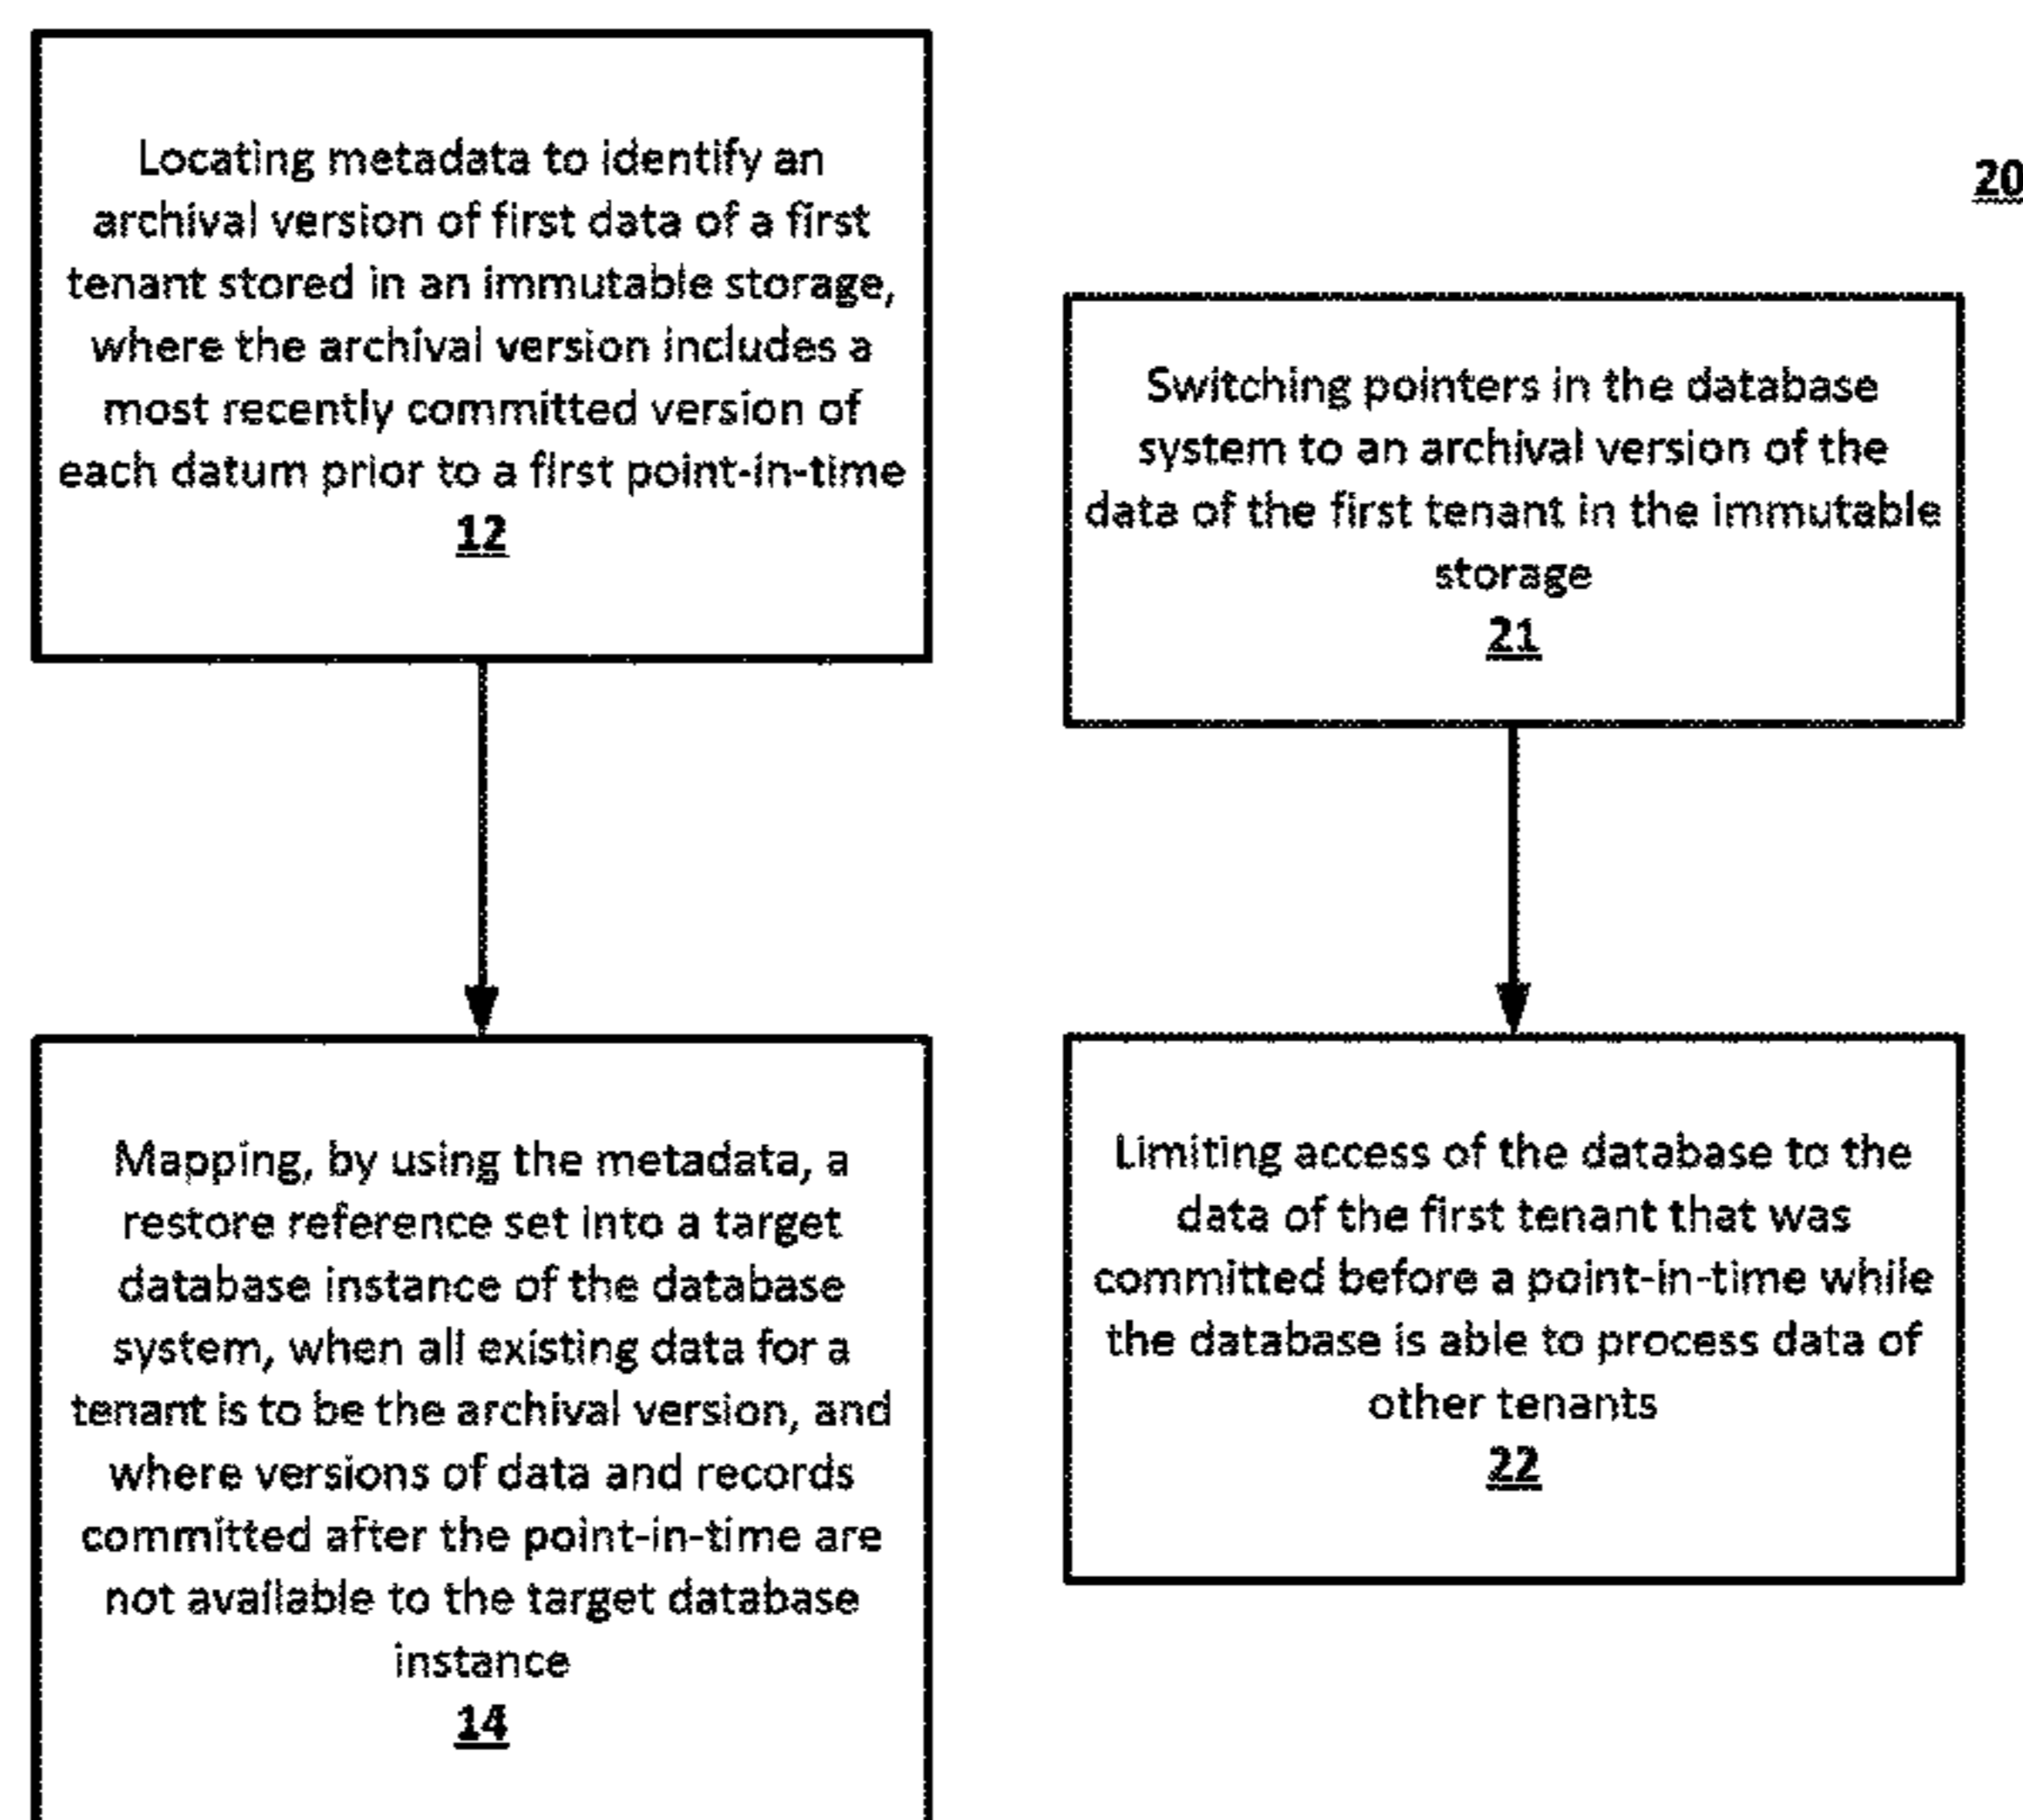 Locating metadata to identify an
archival version of first data of a first
tenant stored in an immutable storage,
where the archival version includes a
most recently committed version of
each datum prior to a first point-in-time
12
Mapping, by using the metadata, a
restore reference set into a target
database instance of the database
system, when all existing data for a
tenant is to be the archival version, and
where versions of data and records
committed after the point-in-time are
not available to the target database
instance
14
20
Switching pointers in the database
system to an archival version of the
data of the first tenant in the immutable
storage
21
Limiting access of the database to the
data of the first tenant that was
committed before a point-in-time while
the database is able to process data of
other tenants
22